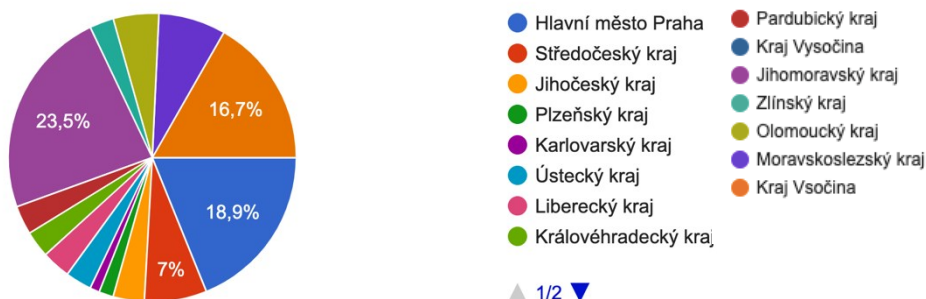 23,5%
16,7%
18,9%
7%
Hlavní město Praha
Středočeský kraj
Jihočeský kraj
Plzeňský kraj
Karlovarský kraj
Ústecký kraj
Liberecký kraj
Královéhradecký kraj
1/2
Pardubický kraj
Kraj Vysočina
Jihomoravský kraj
Zlínský kraj
Olomoucký kraj
Moravskoslezský kraj
Kraj Vsočina